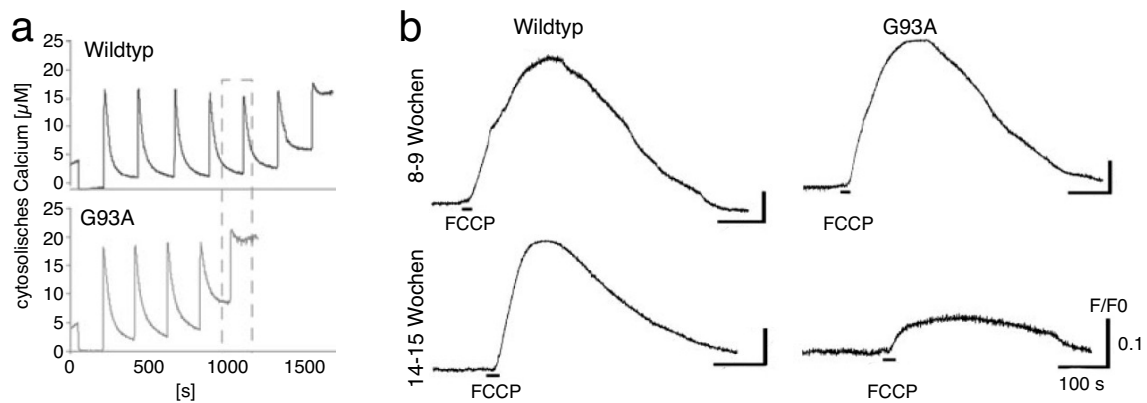 a
Wildtyp
cytosolisches Calcium [µM]
25
20
15
10
5
0
G93A
25
20
15
10
5
0
0
500
1000
1500
[s]
b
Wildtyp
G93A
8-9 Wochen
FCCP
FCCP
14-15 Wochen
FCCP
FCCP
F/F0
0.1
100 s